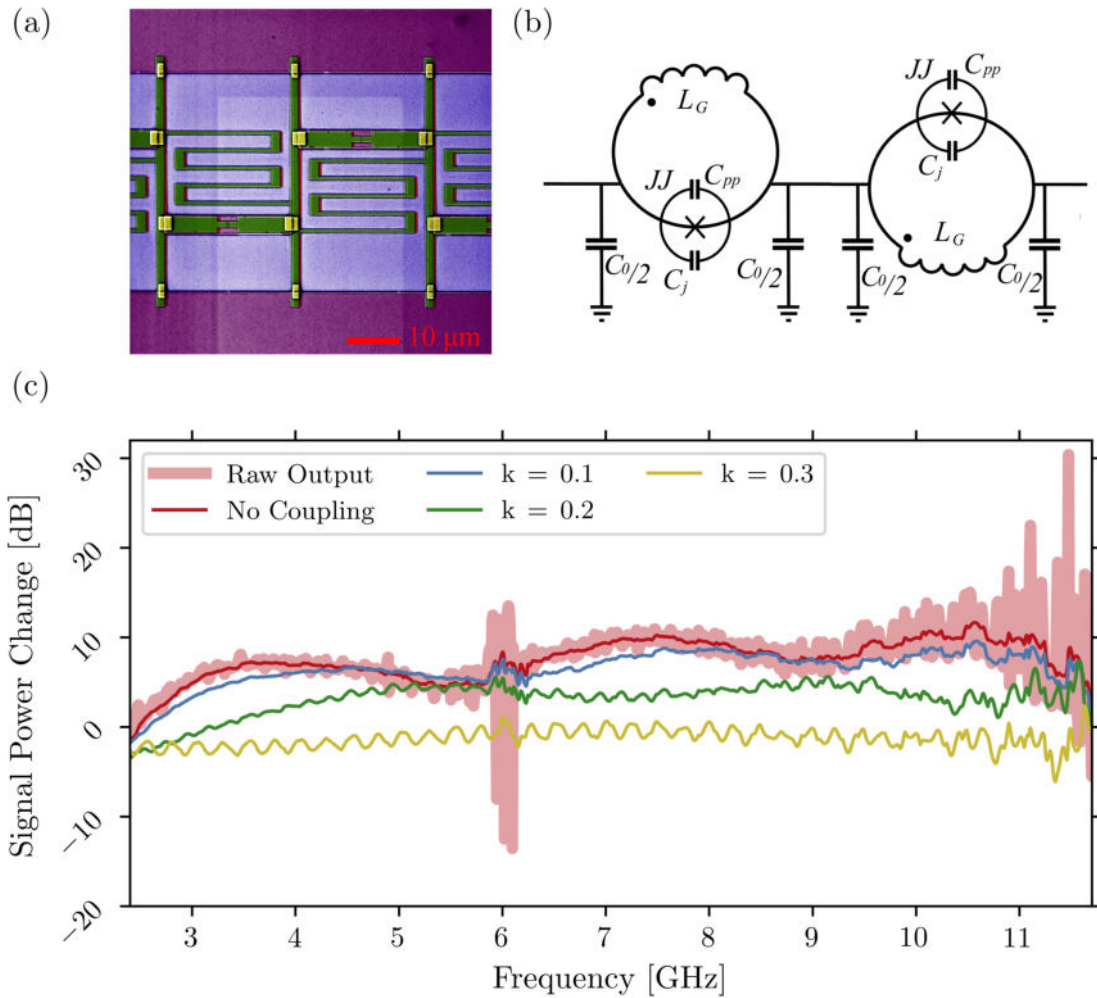 (a)
10 μm
(b)
L_G
JJ C_pp
C_j
C_0/2 C_0/2
JJ C_pp
C_j
L_G
C_0/2 C_0/2
(c)
Signal Power Change [dB]
30
20
10
0
−10
−20
Raw Output k = 0.1 k = 0.3
No Coupling k = 0.2
3 4 5 6 7 8 9 10 11
Frequency [GHz]